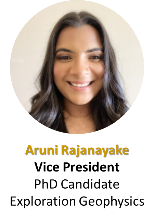 Aruni Rajanayake
Vice President
PhD Candidate
Exploration Geophysics